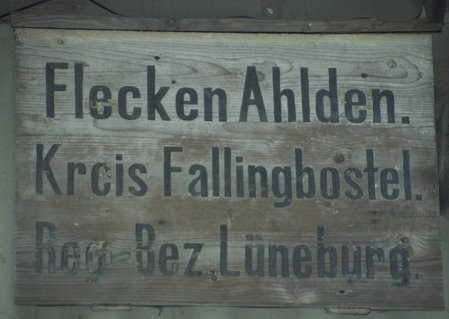 Flecken Ahlden.
Kreis Fallingbostel.
Reg-Bez Lüneburg.